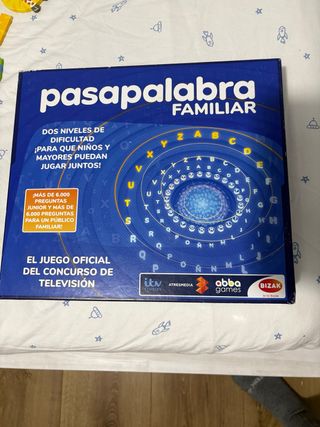 pasapalabra
FAMILIAR
DOS NIVELES DE
DIFICULTAD
¡PARA QUE NIÑOS Y
MAYORES PUEDAN
JUGAR JUNTOS!
¡MÁS DE 6.000
PREGUNTAS
JUNIOR Y MÁS DE
6.000 PREGUNTAS
PARA UN PÚBLICO
FAMILIAR!
EL JUEGO OFICIAL
DEL CONCURSO DE
TELEVISIÓN
itv
ATRESMEDIA
abba
games
BIZAK